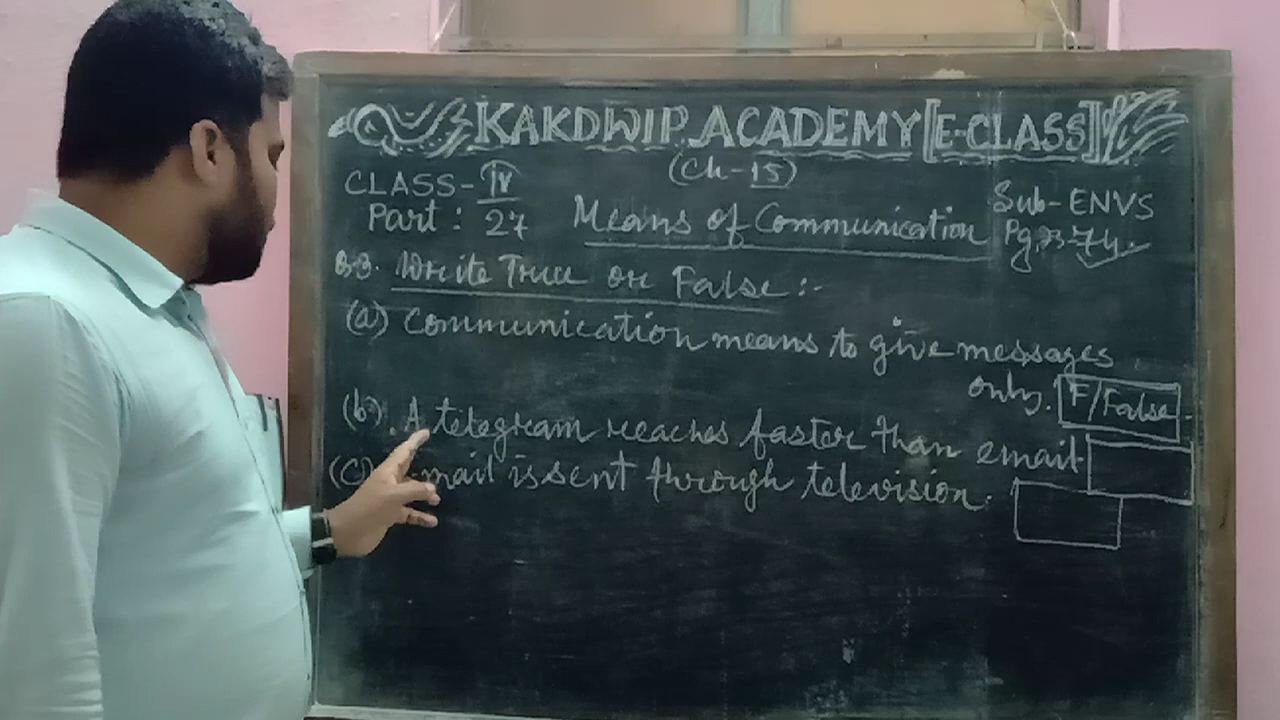 KAKDWIP ACADEMY [E-CLASS]
(Ch-15)
CLASS-IV
Sub-ENVS
Part: 27
Means of Communication
Pg, 73-74.
Q.3. Write True or False:-
(a) Communication means to give messages
only. F/False.
(b). A telegram reaches faster than email.
(c) -mail is sent through television.